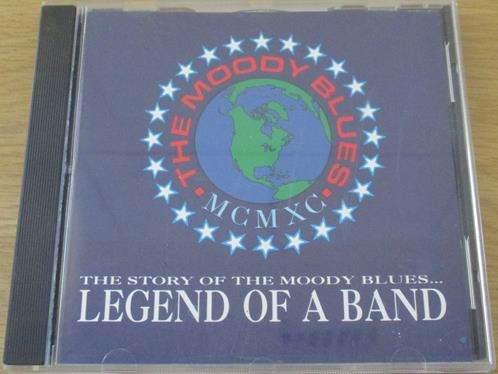 • THE MOODY BLUES •
MCMXC
THE STORY OF THE MOODY BLUES...
LEGEND OF A BAND